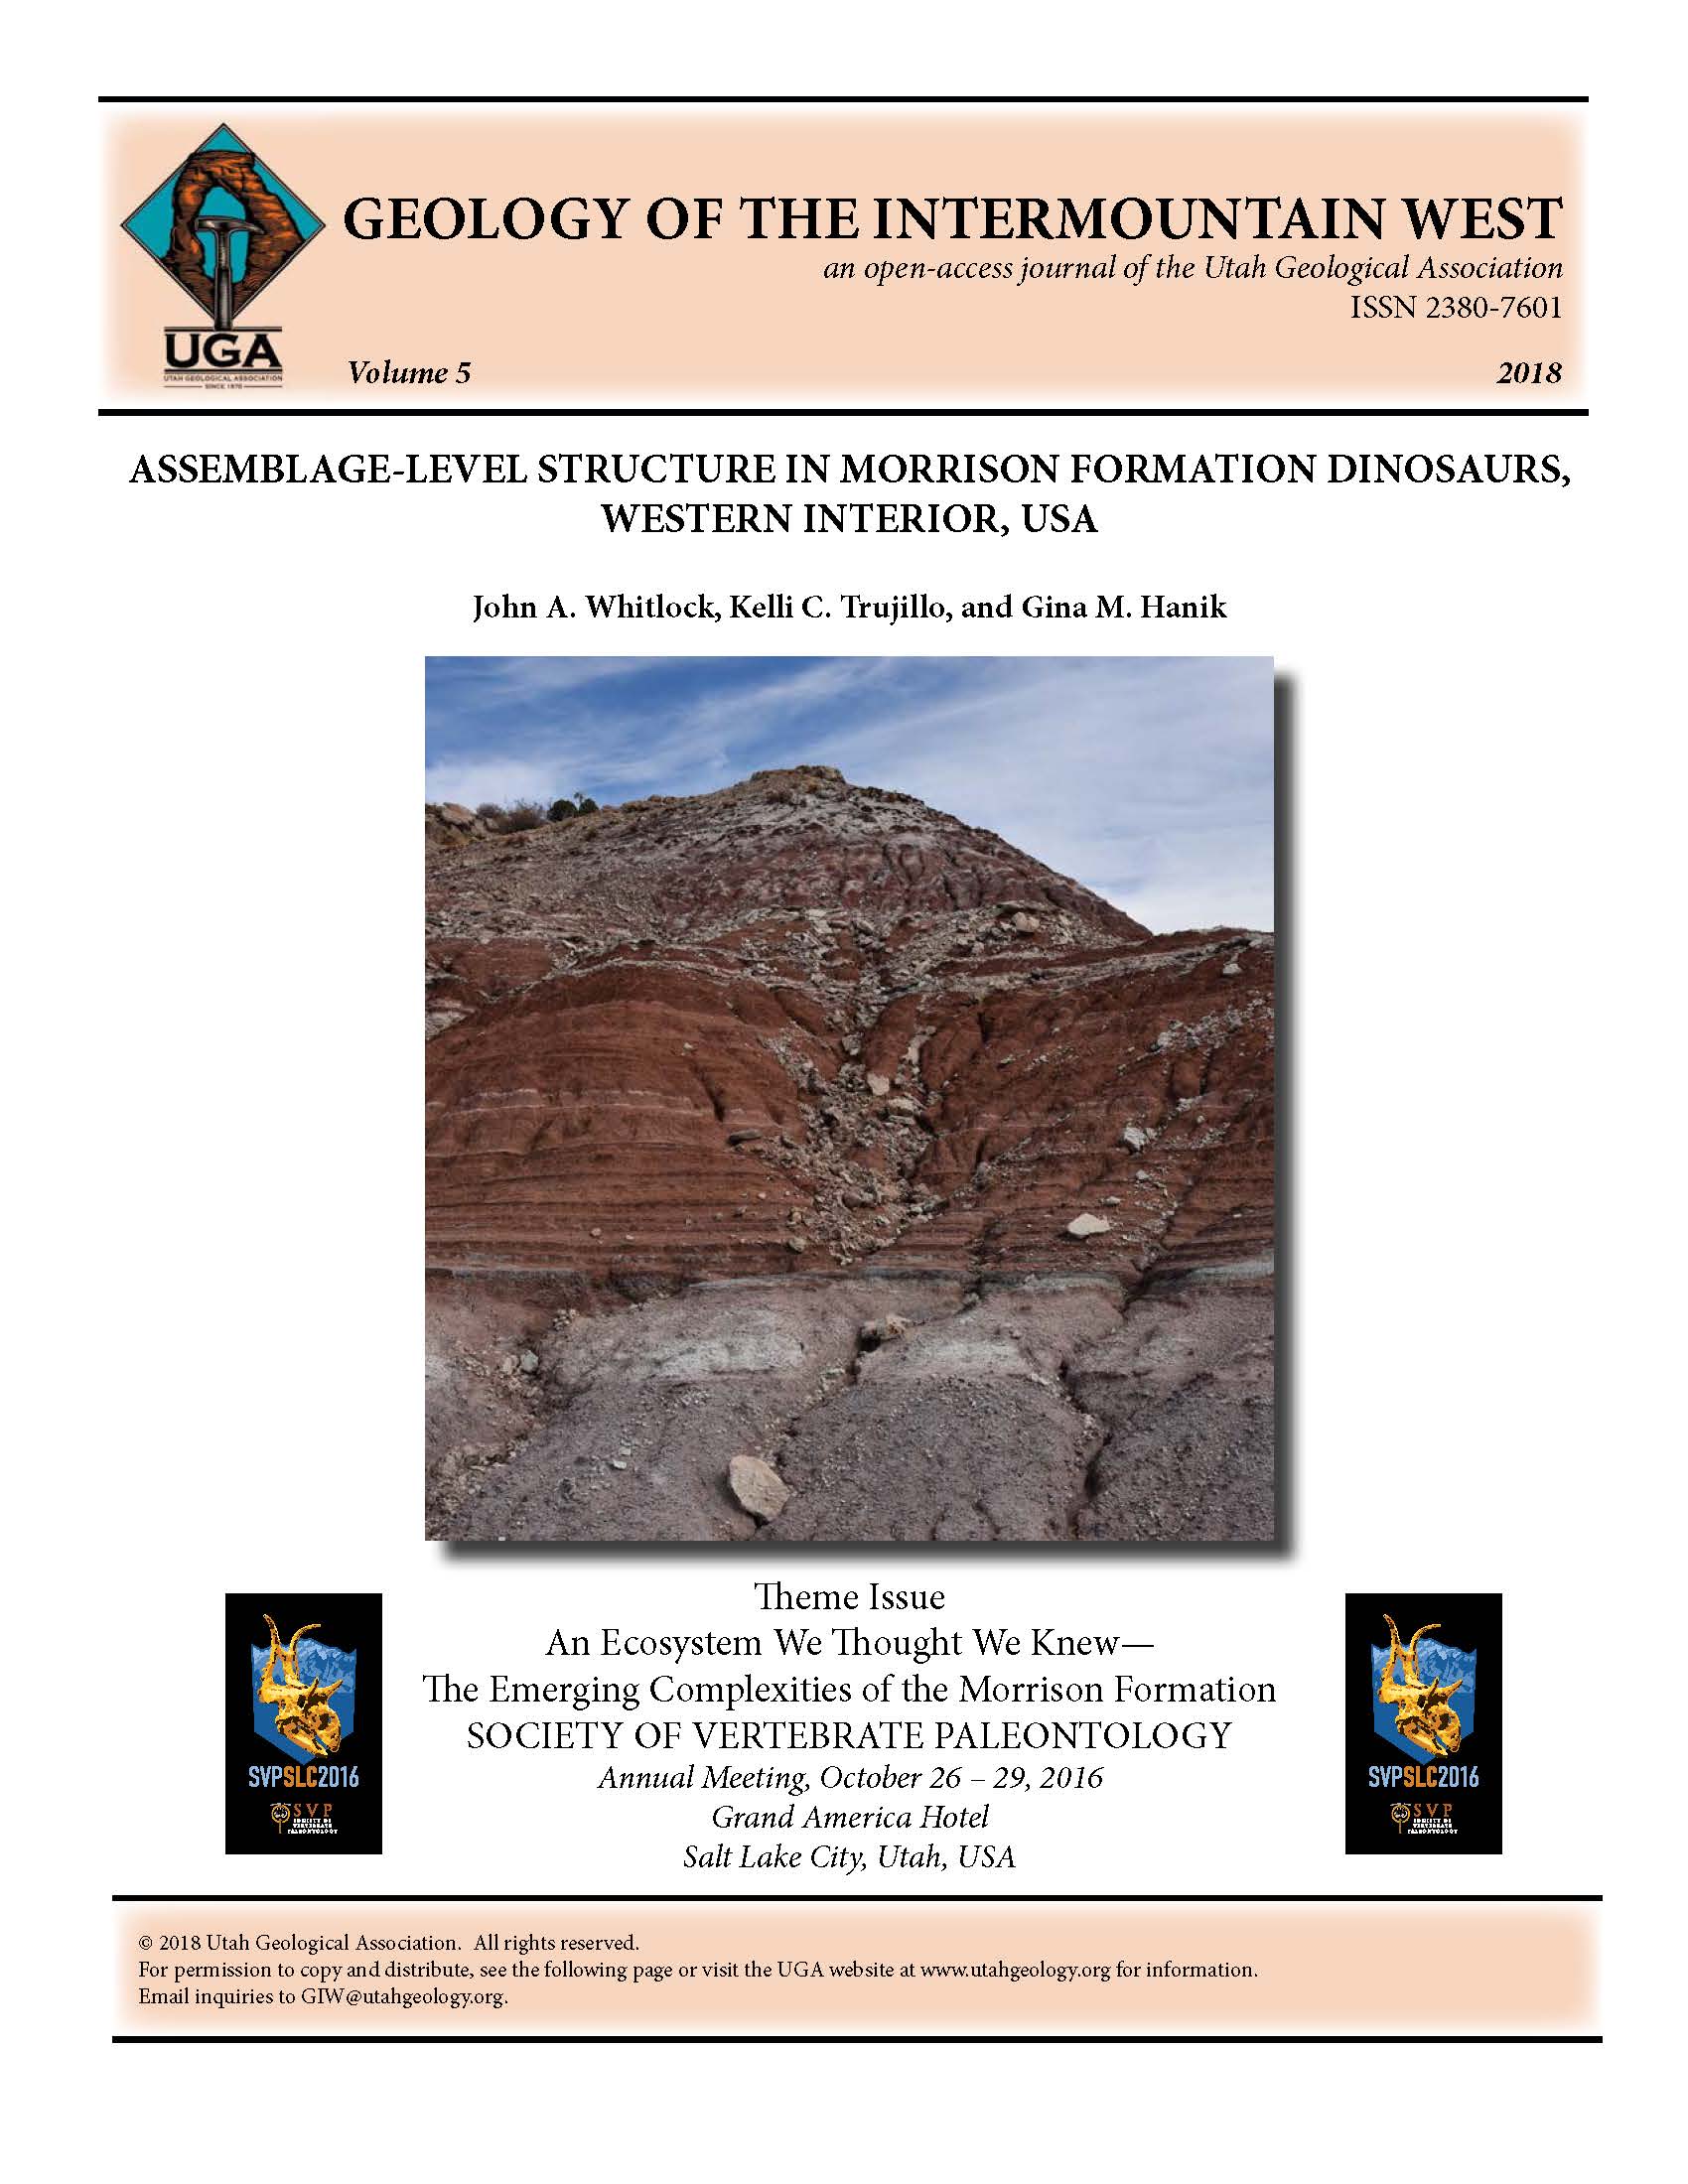 GEOLOGY OF THE INTERMOUNTAIN WEST
an open-access journal of the Utah Geological Association
ISSN 2380-7601
UGA
UTAH GEOLOGICAL ASSOCIATION
SINCE 1970
Volume 5
2018
ASSEMBLAGE-LEVEL STRUCTURE IN MORRISON FORMATION DINOSAURS,
WESTERN INTERIOR, USA
John A. Whitlock, Kelli C. Trujillo, and Gina M. Hanik
Theme Issue
An Ecosystem We Thought We Knew—
The Emerging Complexities of the Morrison Formation
SOCIETY OF VERTEBRATE PALEONTOLOGY
Annual Meeting, October 26 – 29, 2016
Grand America Hotel
Salt Lake City, Utah, USA
SVPSLC2016
SVP
SOCIETY OF
VERTEBRATE
PALEONTOLOGY
SVPSLC2016
SVP
SOCIETY OF
VERTEBRATE
PALEONTOLOGY
© 2018 Utah Geological Association. All rights reserved.
For permission to copy and distribute, see the following page or visit the UGA website at www.utahgeology.org for information.
Email inquiries to GIW@utahgeology.org.